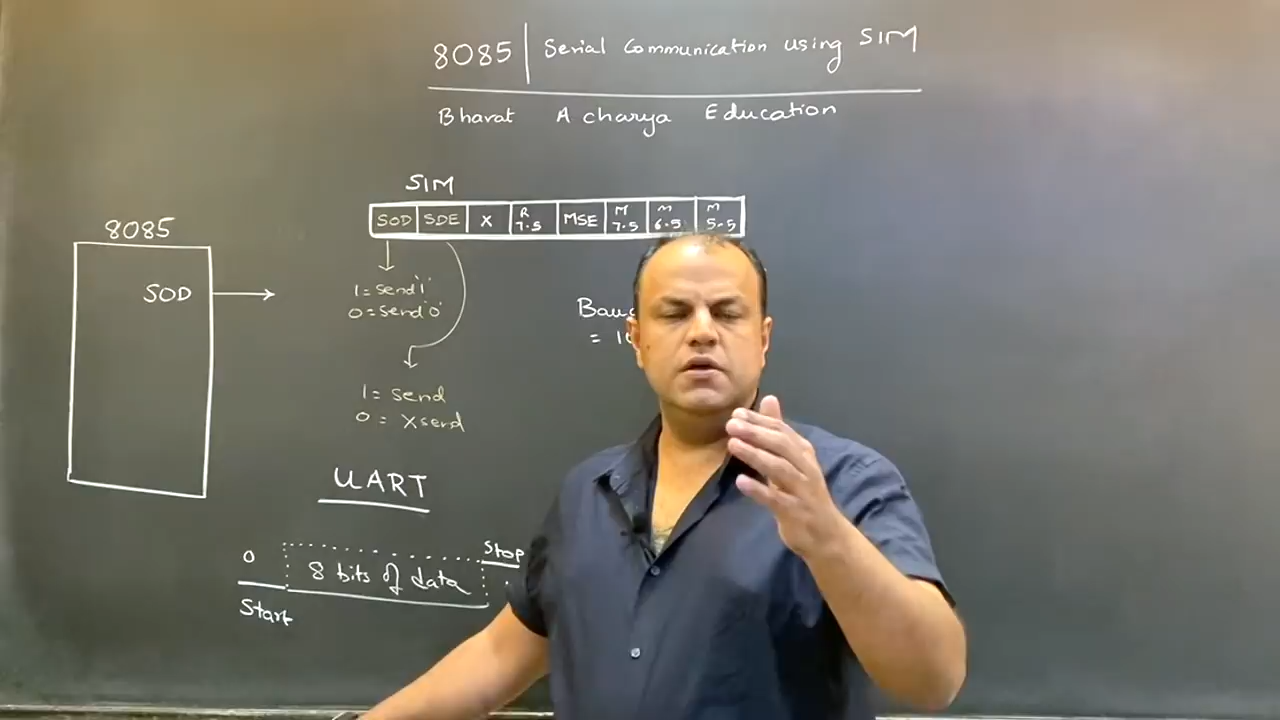 8085 | Serial Communication using SIM
Bharat Acharya Education
SIM
SOD SDE X R 7.5 MSE M 7.5 M 6.5 M 5.5
8085
SOD
1 = send '1'
0 = send '0'
1 = send
0 = X send
UART
0 8 bits of data Stop
Start